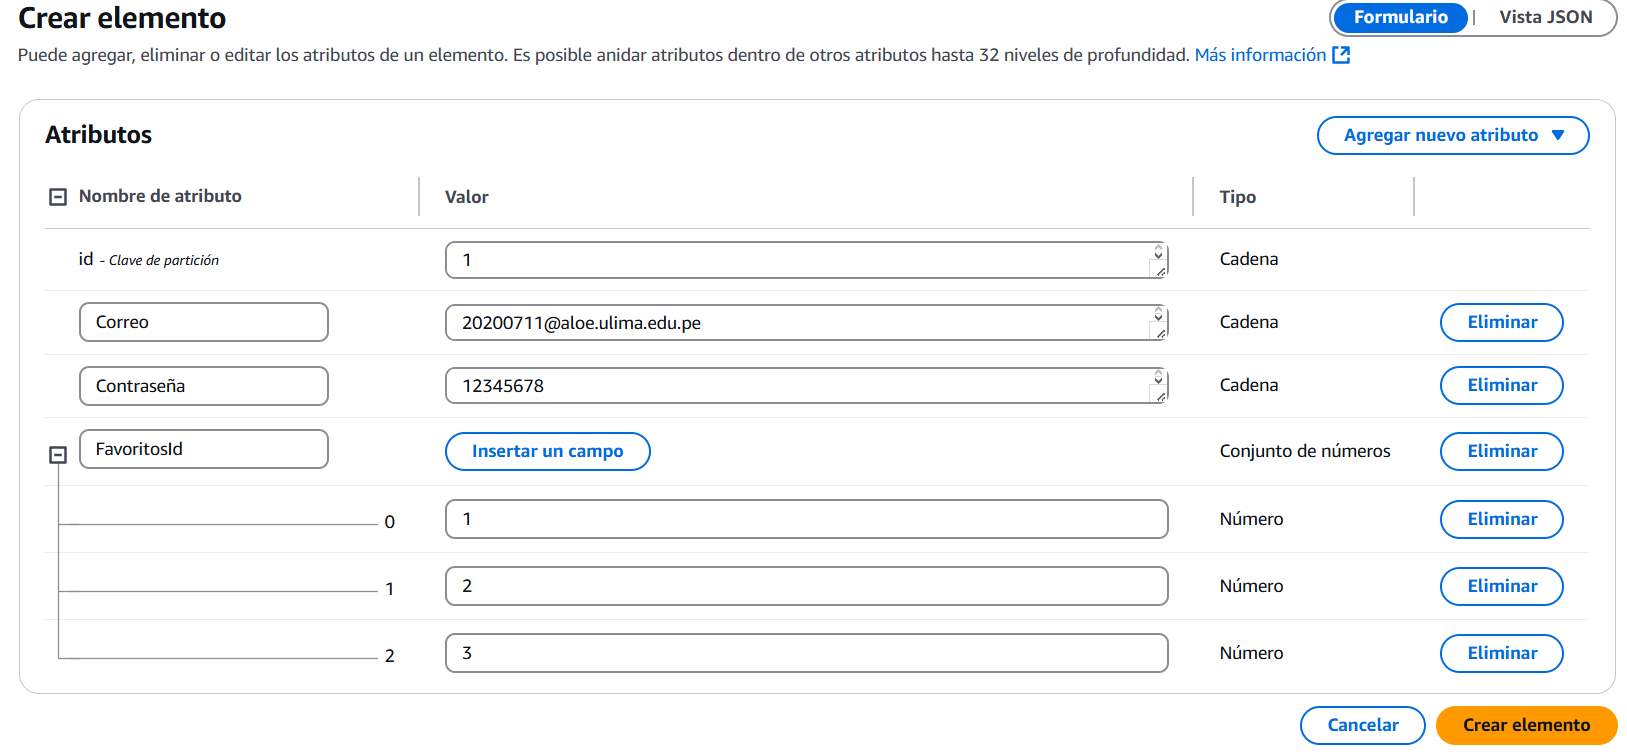 Crear elemento
Formulario | Vista JSON
Puede agregar, eliminar o editar los atributos de un elemento. Es posible anidar atributos dentro de otros atributos hasta 32 niveles de profundidad. Más información
Atributos
Agregar nuevo atributo
Nombre de atributo Valor Tipo
id - Clave de partición 1 Cadena
Correo 20200711@aloe.ulima.edu.pe Cadena Eliminar
Contraseña 12345678 Cadena Eliminar
FavoritosId Insertar un campo Conjunto de números Eliminar
0 1 Número Eliminar
1 2 Número Eliminar
2 3 Número Eliminar
Cancelar Crear elemento